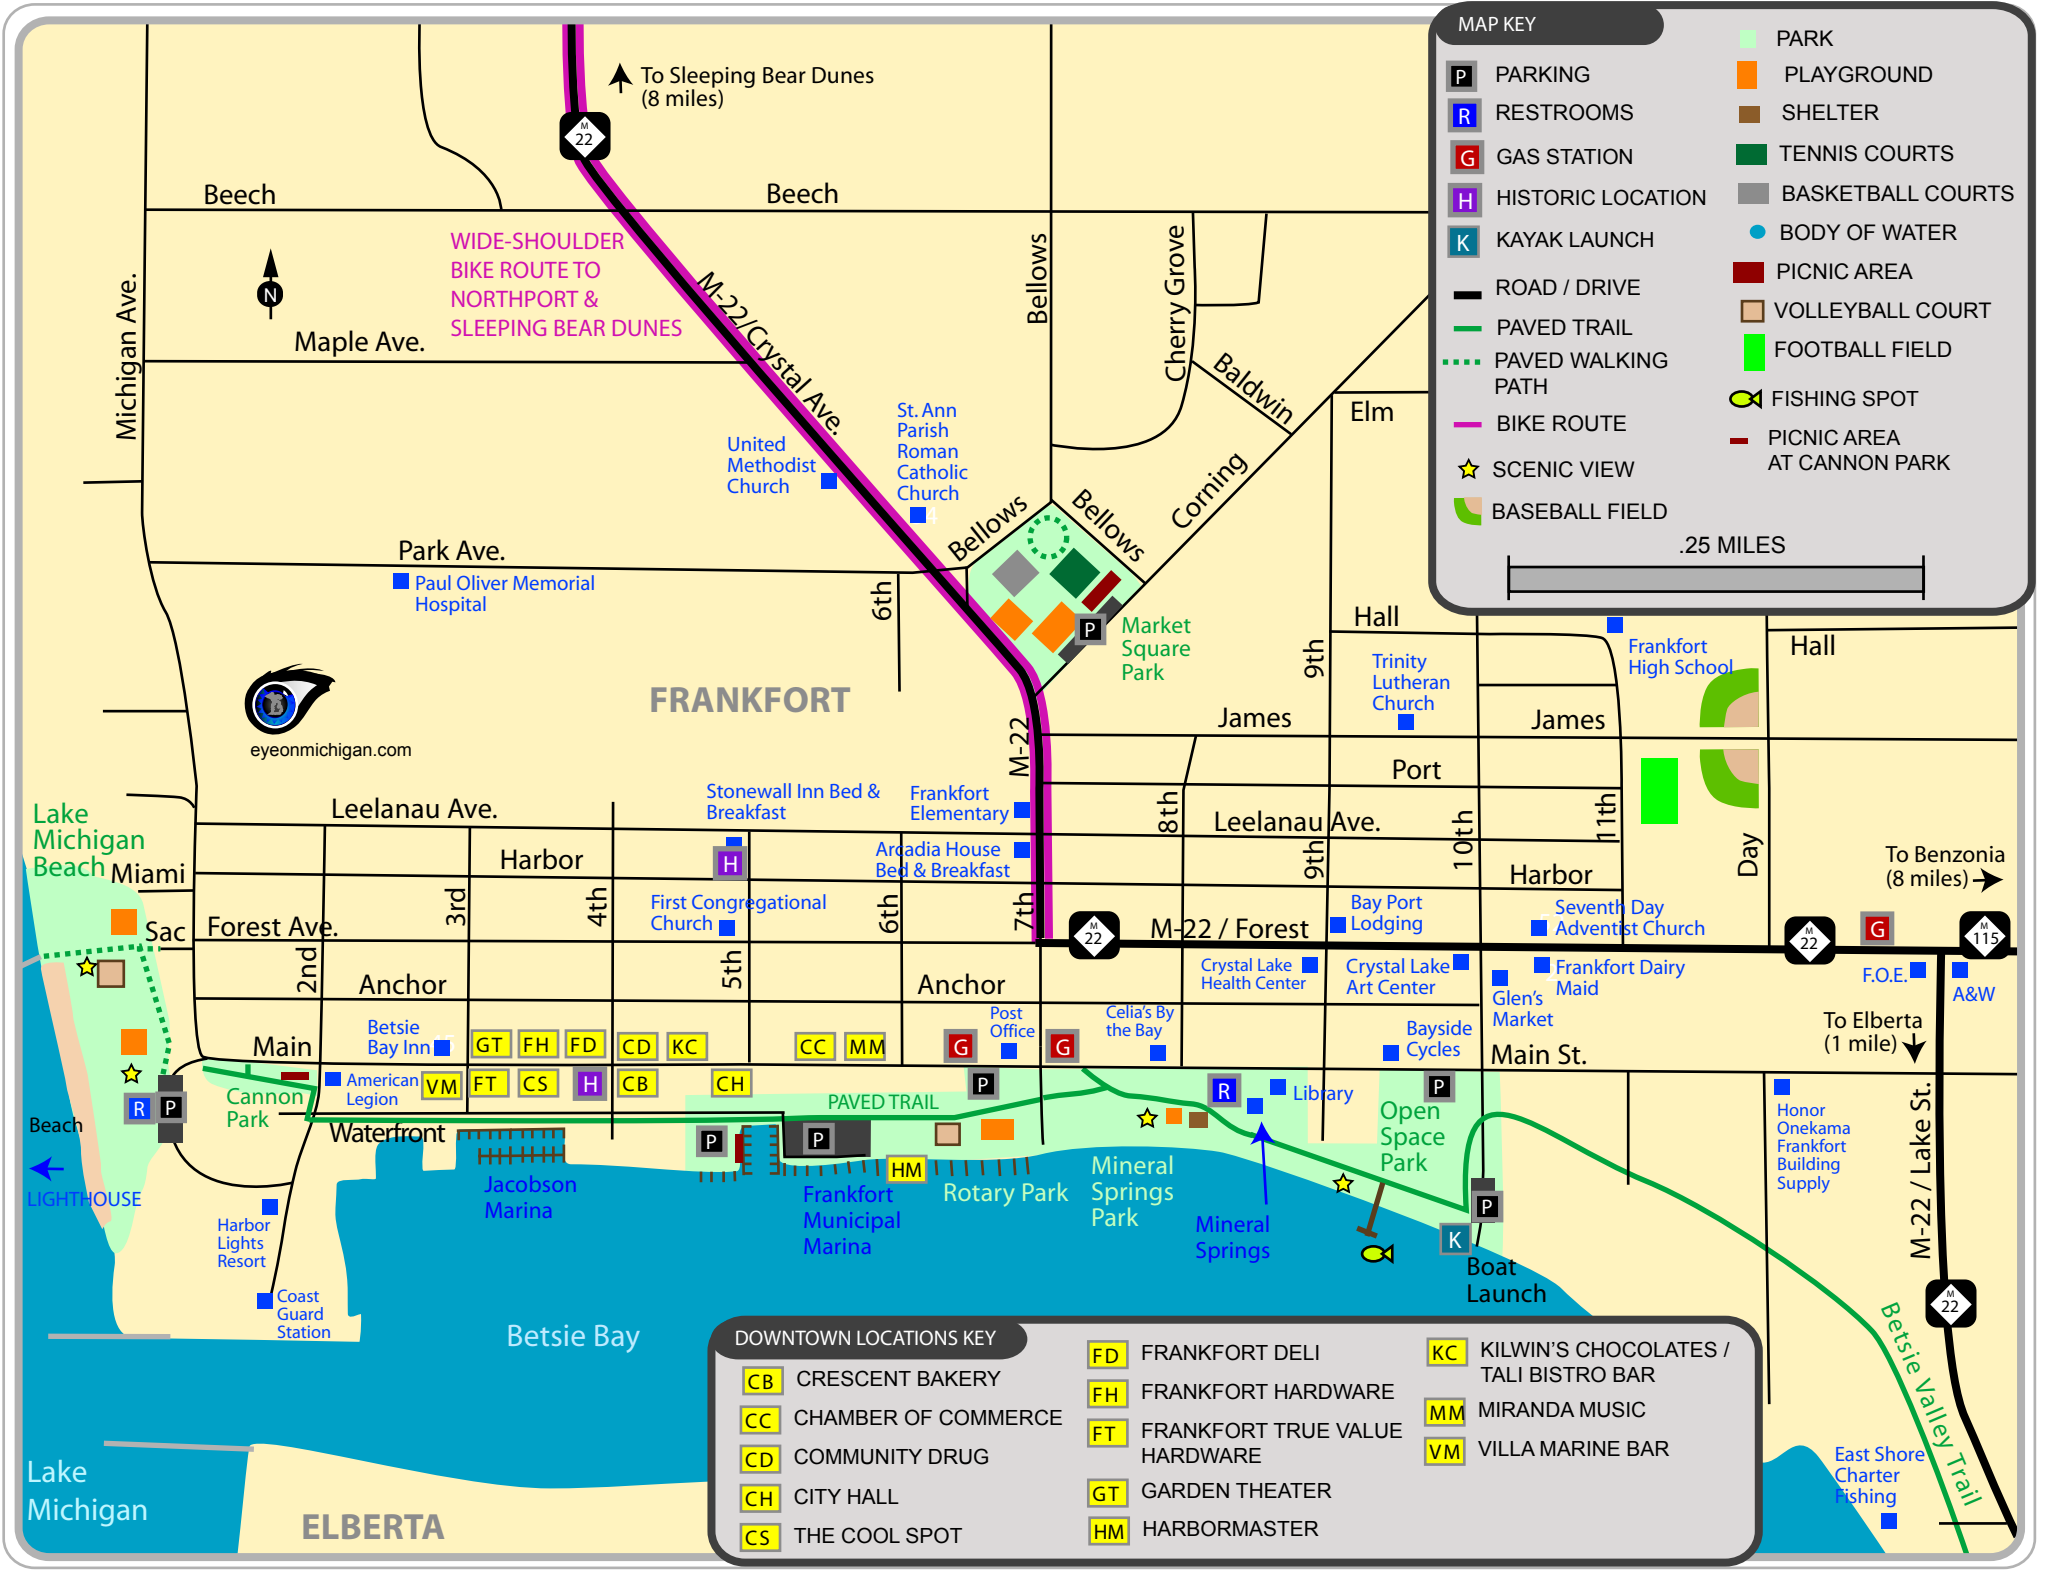 MAP KEY
P PARKING
R RESTROOMS
G GAS STATION
H HISTORIC LOCATION
K KAYAK LAUNCH
ROAD / DRIVE
PAVED TRAIL
PAVED WALKING
PATH
BIKE ROUTE
SCENIC VIEW
BASEBALL FIELD
PARK
PLAYGROUND
SHELTER
TENNIS COURTS
BASKETBALL COURTS
BODY OF WATER
PICNIC AREA
VOLLEYBALL COURT
FOOTBALL FIELD
FISHING SPOT
PICNIC AREA
AT CANNON PARK
.25 MILES
To Sleeping Bear Dunes
(8 miles)
M
22
Beech
Beech
WIDE-SHOULDER
BIKE ROUTE TO
NORTHPORT &
SLEEPING BEAR DUNES
N
Michigan Ave.
Maple Ave.
M-22/Crystal Ave.
Bellows
Cherry Grove
Baldwin
Elm
Corning
United
Methodist
Church
St. Ann
Parish
Roman
Catholic
Church
4
Bellows
Bellows
Park Ave.
Paul Oliver Memorial
Hospital
6th
P
Market
Square
Park
Hall
9th
Trinity
Lutheran
Church
Frankfort
High School
Hall
FRANKFORT
eyeonmichigan.com
M-22
James
James
Port
Leelanau Ave.
Stonewall Inn Bed &
Breakfast
Frankfort
Elementary
8th
Leelanau Ave.
10th
11th
Lake
Michigan
Beach
Miami
Harbor
H
Arcadia House
Bed & Breakfast
9th
Harbor
Day
To Benzonia
(8 miles)
3rd
4th
First Congregational
Church
6th
7th
Sac
Forest Ave.
M
22
M-22 / Forest
Bay Port
Lodging
Seventh Day
Adventist Church
M
22
G
M
115
2nd
Anchor
5th
Anchor
Crystal Lake
Health Center
Crystal Lake
Art Center
Glen's
Market
Frankfort Dairy
Maid
F.O.E.
A&W
Main
Betsie
Bay Inn
GT
FH
FD
CD
KC
CC
MM
G
Post
Office
G
Celia's By
the Bay
Bayside
Cycles
Main St.
To Elberta
(1 mile)
R
P
Cannon
Park
American
Legion
VM
FT
CS
H
CB
CH
P
R
Library
P
PAVED TRAIL
Open
Space
Park
Honor
Onekama
Frankfort
Building
Supply
M-22 / Lake St.
Beach
Waterfront
P
P
HM
LIGHTHOUSE
Jacobson
Marina
Frankfort
Municipal
Marina
Rotary Park
Mineral
Springs
Park
Mineral
Springs
P
K
Boat
Launch
Harbor
Lights
Resort
Coast
Guard
Station
Betsie Bay
M
22
Betsie Valley Trail
East Shore
Charter
Fishing
Lake
Michigan
ELBERTA
DOWNTOWN LOCATIONS KEY
CB CRESCENT BAKERY
CC CHAMBER OF COMMERCE
CD COMMUNITY DRUG
CH CITY HALL
CS THE COOL SPOT
FD FRANKFORT DELI
FH FRANKFORT HARDWARE
FT FRANKFORT TRUE VALUE
HARDWARE
GT GARDEN THEATER
HM HARBORMASTER
KC KILWIN'S CHOCOLATES /
TALI BISTRO BAR
MM MIRANDA MUSIC
VM VILLA MARINE BAR